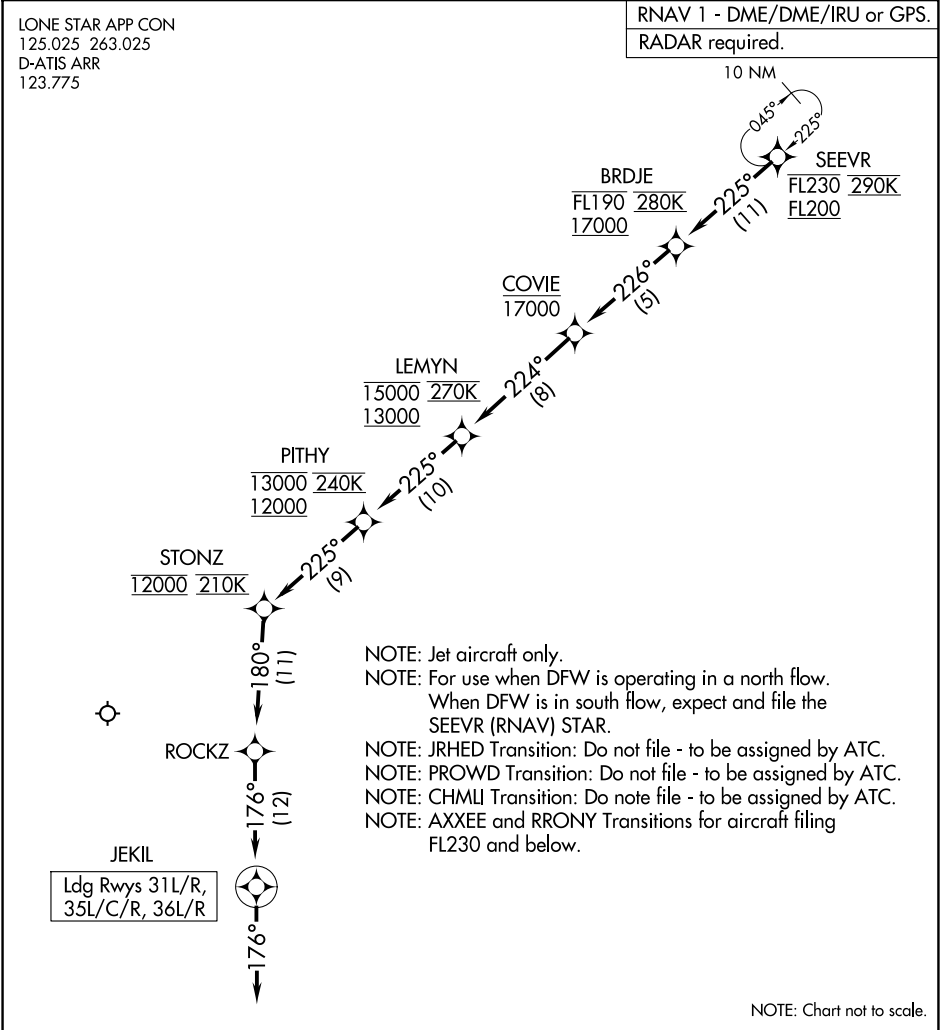 LONE STAR APP CON
125.025 263.025
D-ATIS ARR
123.775
RNAV 1 - DME/DME/IRU or GPS.
RADAR required.
10 NM
045°
225°
SEEVR
FL230 290K
FL200
225°
(11)
BRDJE
FL190 280K
17000
226°
(5)
COVIE
17000
224°
(8)
LEMYN
15000 270K
13000
225°
(10)
PITHY
13000 240K
12000
225°
(9)
STONZ
12000 210K
180°
(11)
ROCKZ
176°
(12)
JEKIL
Ldg Rwys 31L/R,
35L/C/R, 36L/R
176°
NOTE: Jet aircraft only.
NOTE: For use when DFW is operating in a north flow.
When DFW is in south flow, expect and file the
SEEVR (RNAV) STAR.
NOTE: JRHED Transition: Do not file - to be assigned by ATC.
NOTE: PROWD Transition: Do not file - to be assigned by ATC.
NOTE: CHMLI Transition: Do note file - to be assigned by ATC.
NOTE: AXXEE and RRONY Transitions for aircraft filing
FL230 and below.
NOTE: Chart not to scale.